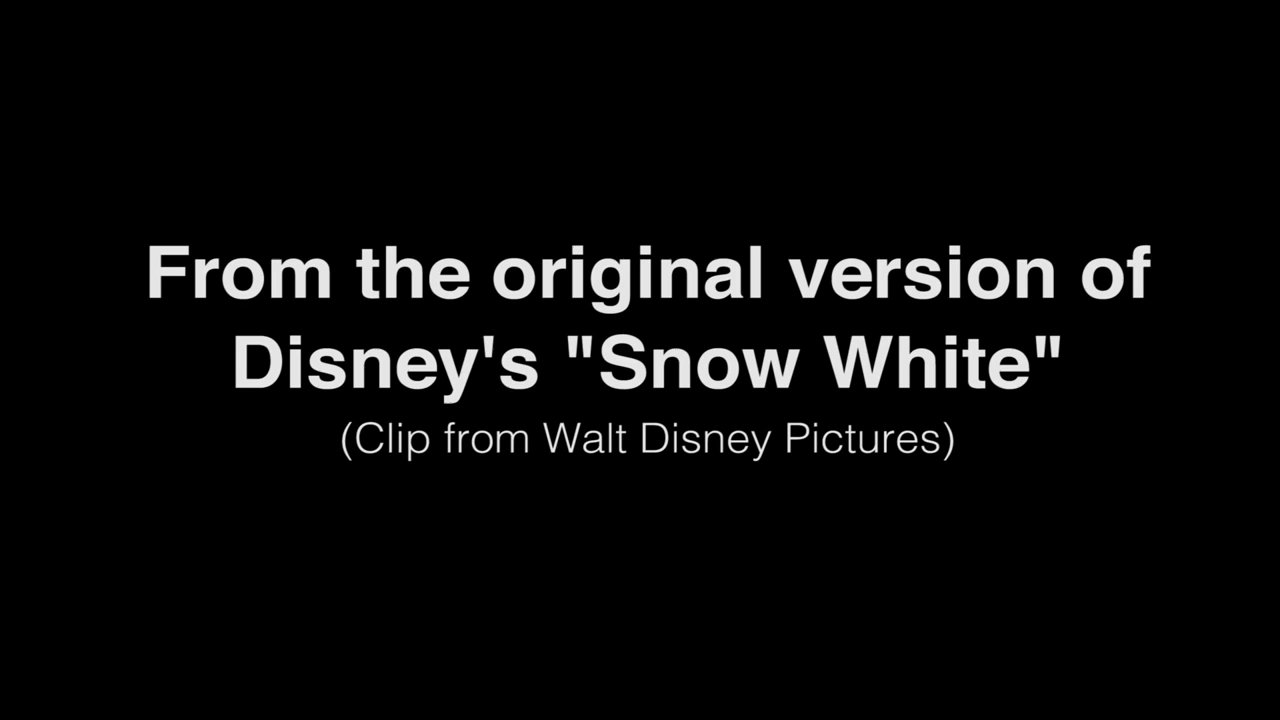 From the original version of
Disney's "Snow White"
(Clip from Walt Disney Pictures)